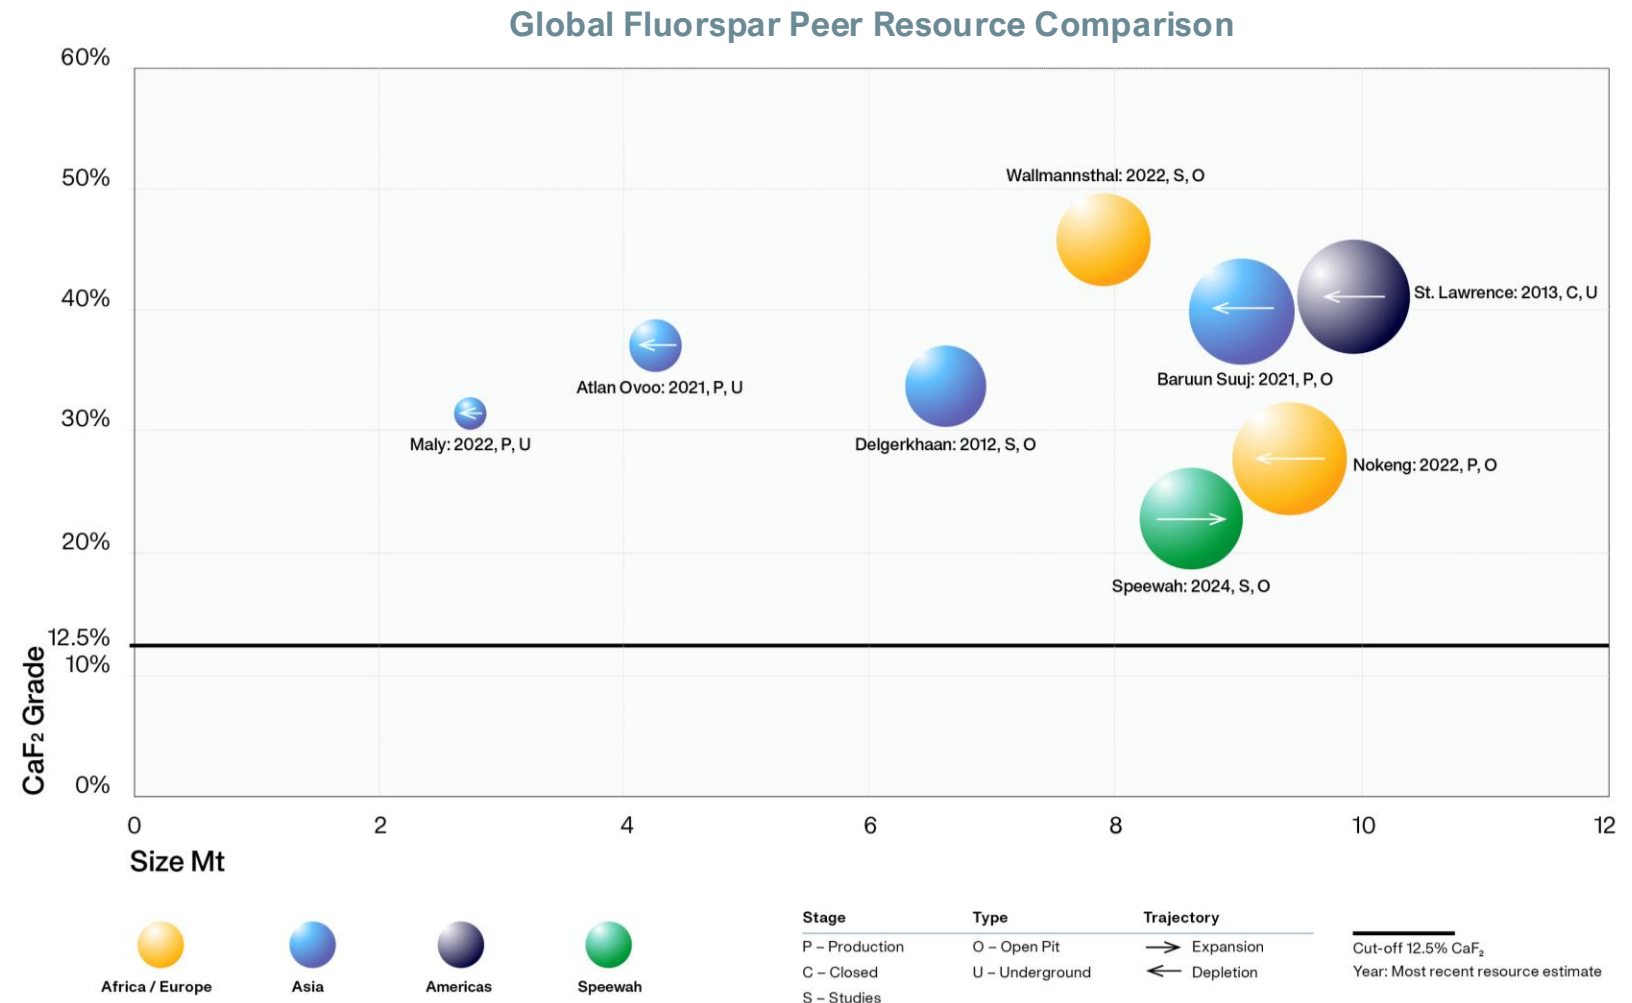 Global Fluorspar Peer Resource Comparison
60%
50%
40%
30%
20%
12.5%
10%
0%
CaF₂ Grade
Wallmannsthal: 2022, S, O
St. Lawrence: 2013, C, U
Baruun Suuj: 2021, P, O
Atlan Ovoo: 2021, P, U
Maly: 2022, P, U
Delgerkhaan: 2012, S, O
Nokeng: 2022, P, O
Speewah: 2024, S, O
0 2 4 6 8 10 12
Size Mt
Africa / Europe
Asia
Americas
Speewah
Stage Type Trajectory
P – Production O – Open Pit Expansion
C – Closed U – Underground Depletion
S – Studies
Cut-off 12.5% CaF₂
Year: Most recent resource estimate